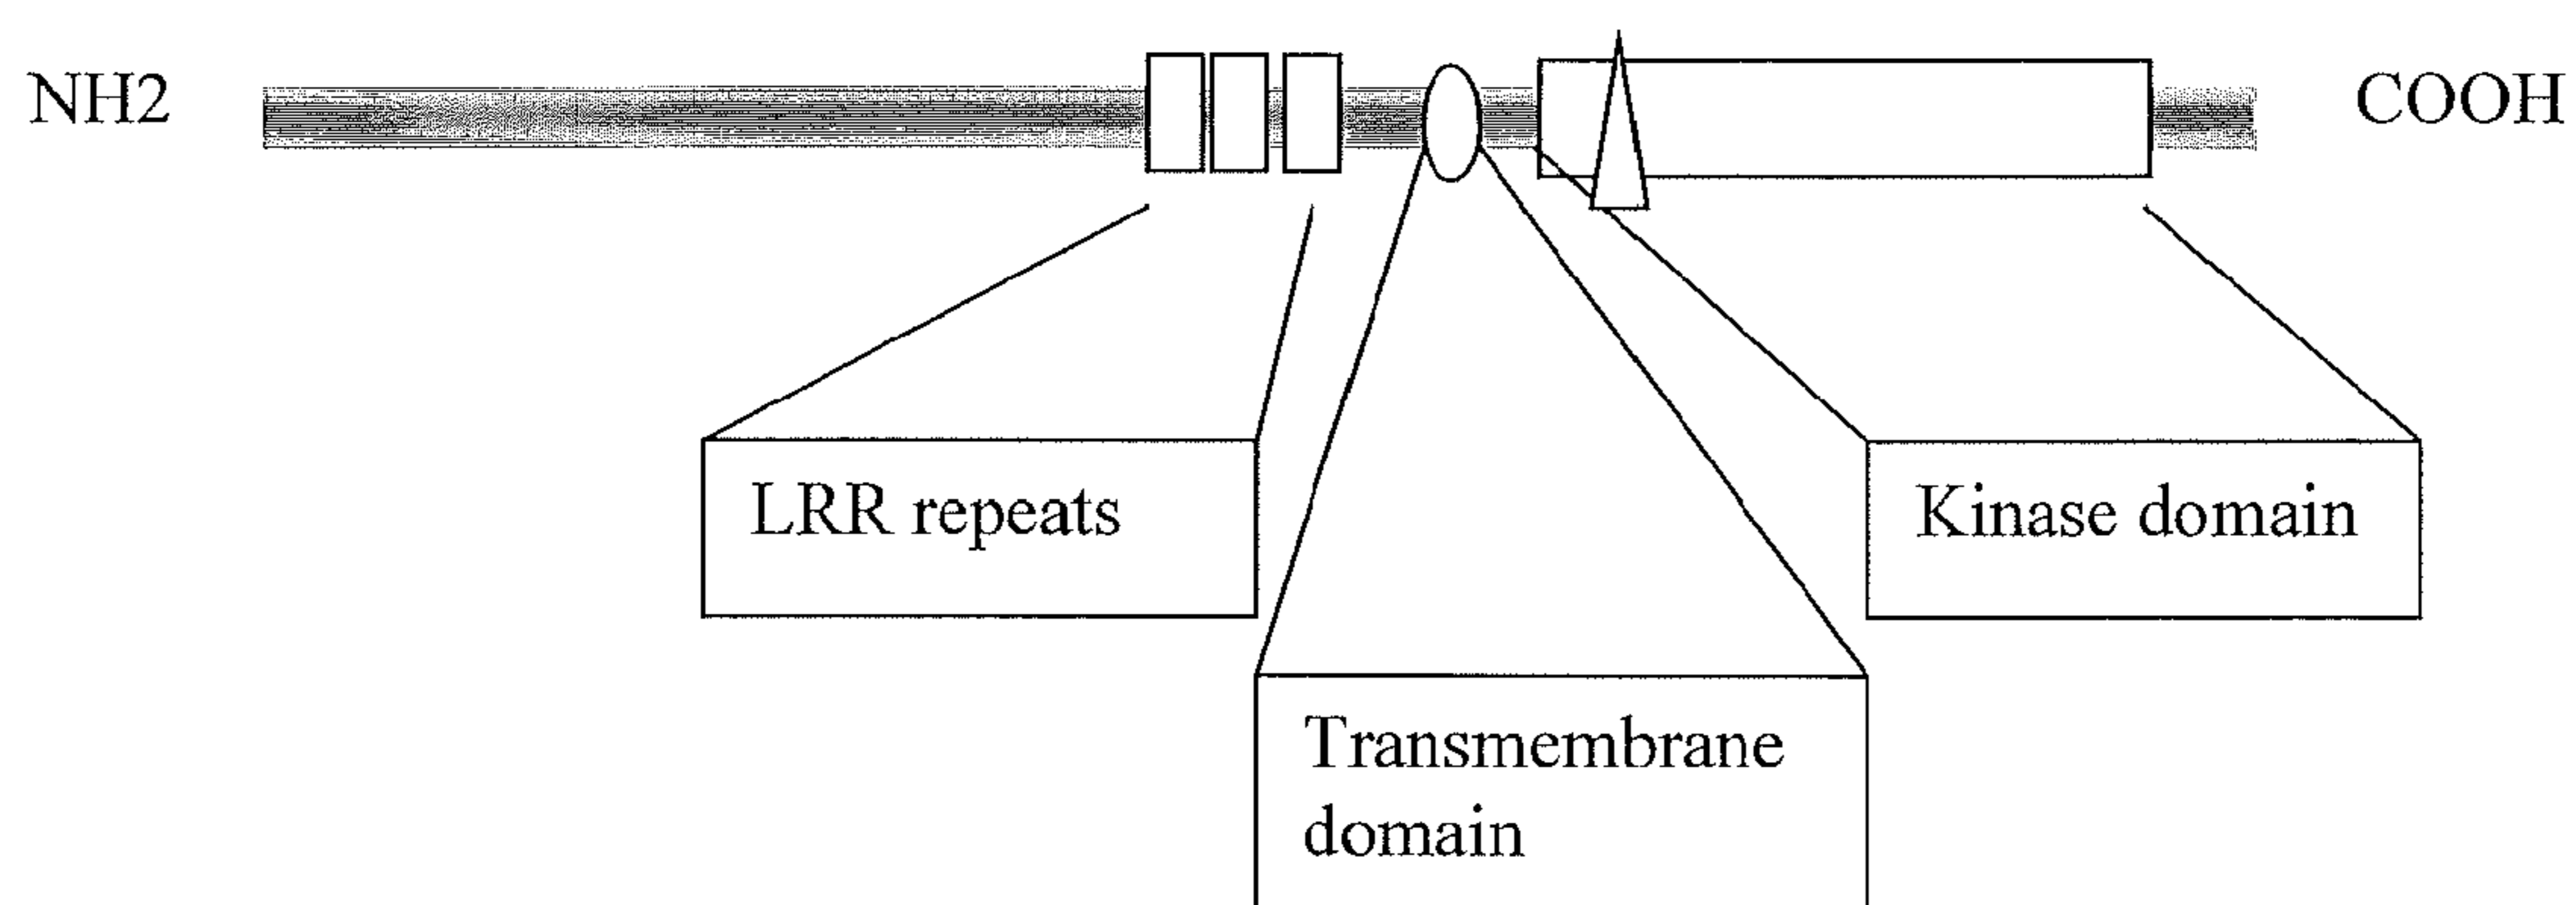 NH2
COOH
LRR repeats
Kinase domain
Transmembrane
domain